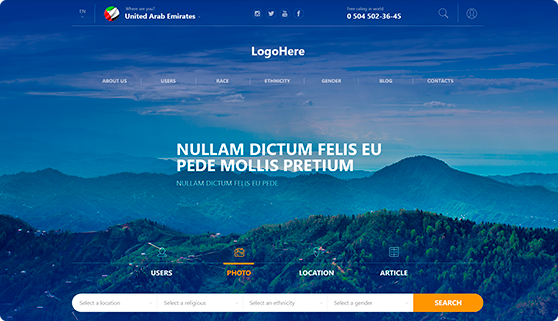 EN
Where are you?
United Arab Emirates
Free calling in world
0 504 502-36-45
LogoHere
ABOUT US USERS RACE ETHNICITY GENDER BLOG CONTACTS
NULLAM DICTUM FELIS EU
PEDE MOLLIS PRETIUM
NULLAM DICTUM FELIS EU PEDE
USERS PHOTO LOCATION ARTICLE
Select a location Select a religious Select an ethnicity Select a gender SEARCH